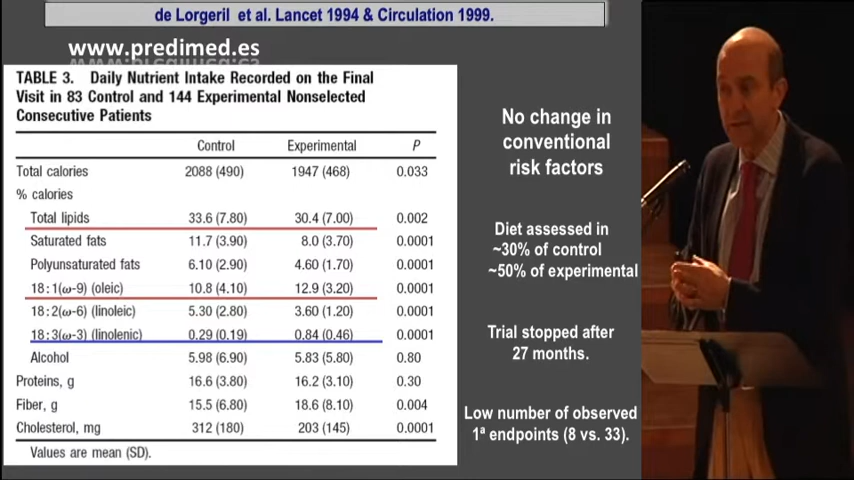 de Lorgeril et al. Lancet 1994 & Circulation 1999.
www.predimed.es
TABLE 3. Daily Nutrient Intake Recorded on the Final
Visit in 83 Control and 144 Experimental Nonselected
Consecutive Patients
Control Experimental P
Total calories 2088 (490) 1947 (468) 0.033
% calories
Total lipids 33.6 (7.80) 30.4 (7.00) 0.002
Saturated fats 11.7 (3.90) 8.0 (3.70) 0.0001
Polyunsaturated fats 6.10 (2.90) 4.60 (1.70) 0.0001
18:1(ω-9) (oleic) 10.8 (4.10) 12.9 (3.20) 0.0001
18:2(ω-6) (linoleic) 5.30 (2.80) 3.60 (1.20) 0.0001
18:3(ω-3) (linolenic) 0.29 (0.19) 0.84 (0.46) 0.0001
Alcohol 5.98 (6.90) 5.83 (5.80) 0.80
Proteins, g 16.6 (3.80) 16.2 (3.10) 0.30
Fiber, g 15.5 (6.80) 18.6 (8.10) 0.004
Cholesterol, mg 312 (180) 203 (145) 0.0001
Values are mean (SD).
No change in
conventional
risk factors
Diet assessed in
~30% of control
~50% of experimental
Trial stopped after
27 months.
Low number of observed
1ª endpoints (8 vs. 33).